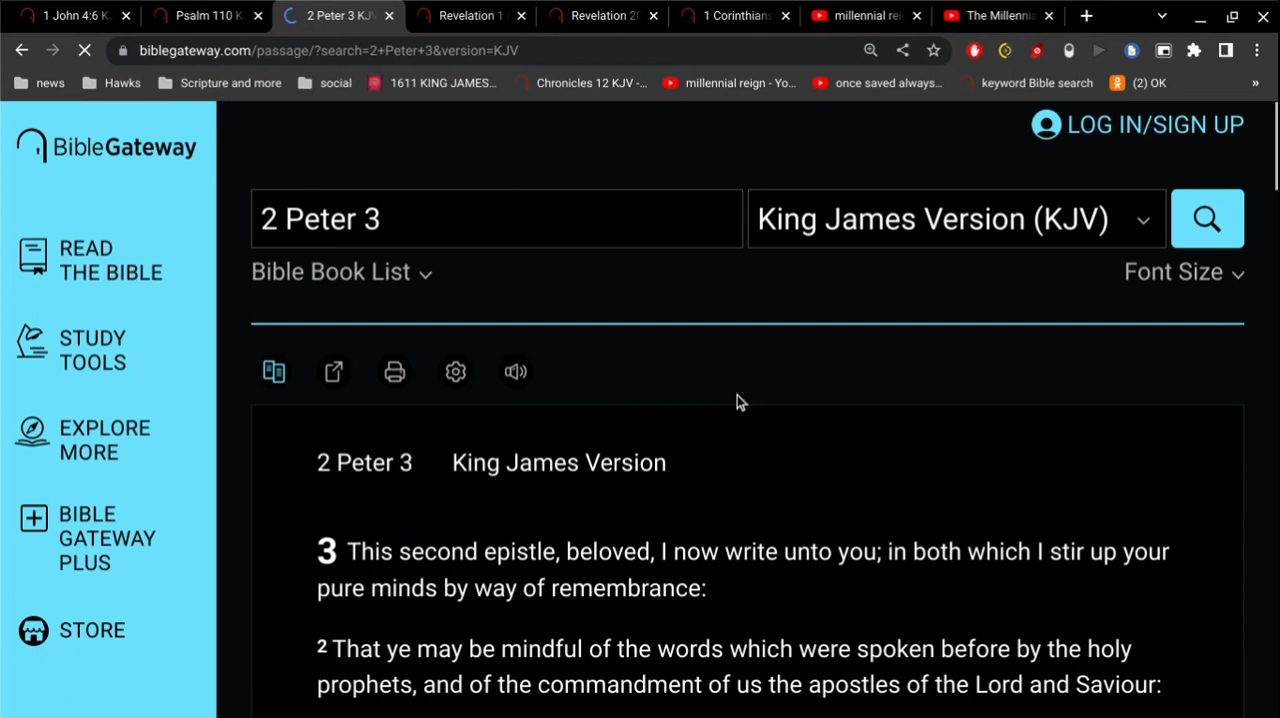 1 John 4:6 K
Psalm 110 K
2 Peter 3 KJV
Revelation 1
Revelation 20
1 Corinthians
millennial rei
The Millennia
biblegateway.com/passage/?search=2+Peter+3&version=KJV
news
Hawks
Scripture and more
social
1611 KING JAMES...
Chronicles 12 KJV -...
millennial reign - Yo...
once saved always...
keyword Bible search
(2) OK
»
BibleGateway
LOG IN/SIGN UP
2 Peter 3
King James Version (KJV)
Bible Book List
Font Size
READ
THE BIBLE
STUDY
TOOLS
EXPLORE
MORE
BIBLE
GATEWAY
PLUS
STORE
2 Peter 3 King James Version
3 This second epistle, beloved, I now write unto you; in both which I stir up your
pure minds by way of remembrance:
2 That ye may be mindful of the words which were spoken before by the holy
prophets, and of the commandment of us the apostles of the Lord and Saviour: